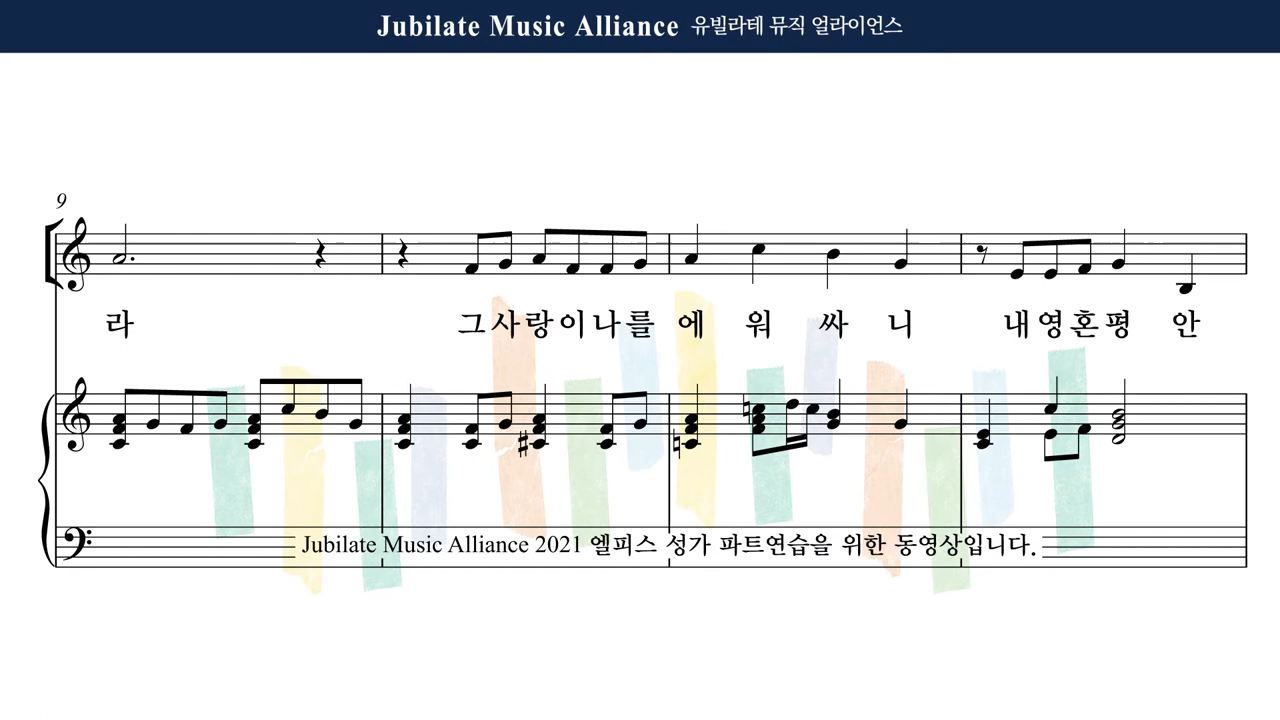 Jubilate Music Alliance 유빌라테 뮤직 얼라이언스
9
라 그사랑이나를 에 워 싸 니 내영혼평 안
Jubilate Music Alliance 2021 엘피스 성가 파트연습을 위한 동영상입니다.